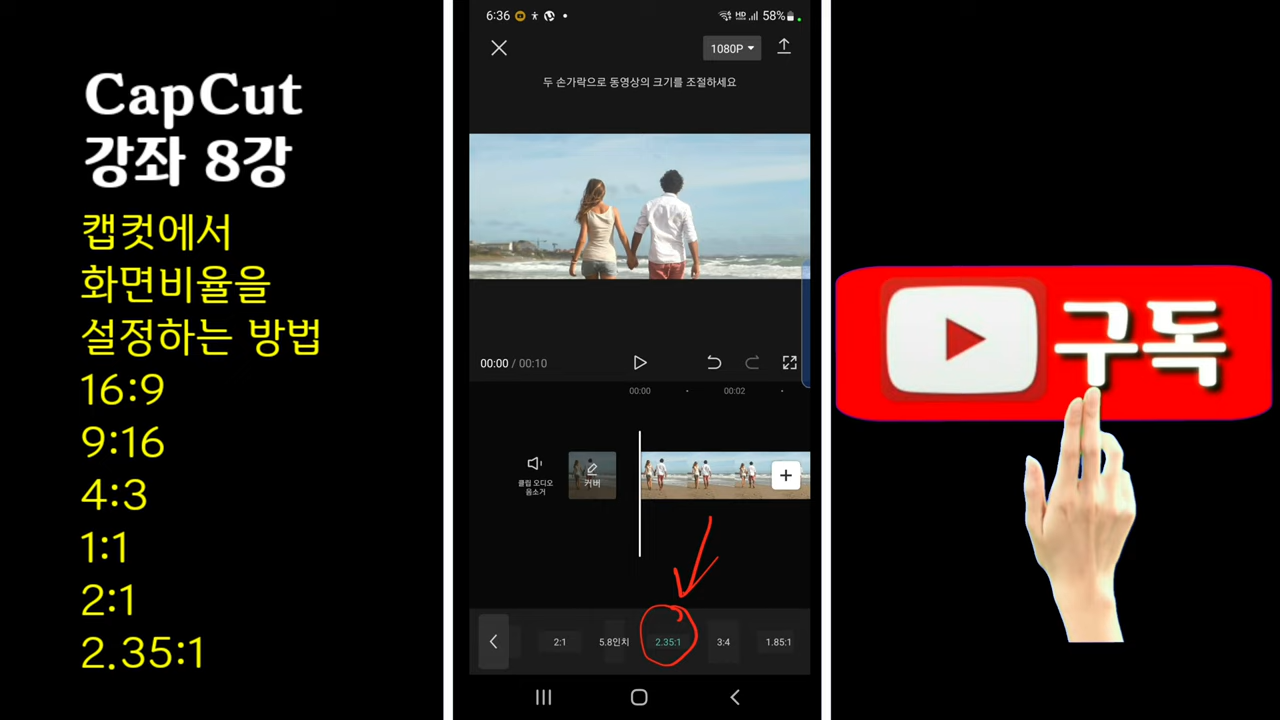 CapCut
강좌 8강
캡컷에서
화면비율을
설정하는 방법
16:9
9:16
4:3
1:1
2:1
2.35:1
6:36
HD
58%
1080P
두 손가락으로 동영상의 크기를 조절하세요
00:00 / 00:10
00:00
00:02
클립 오디오
음소거
커버
2:1
5.8인치
2.35:1
3:4
1.85:1
구독